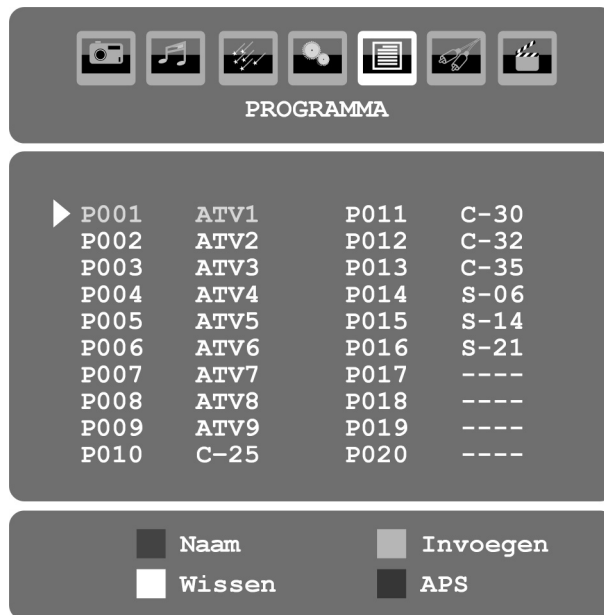 PROGRAMMA
P001 ATV1 P011 C-30
P002 ATV2 P012 C-32
P003 ATV3 P013 C-35
P004 ATV4 P014 S-06
P005 ATV5 P015 S-14
P006 ATV6 P016 S-21
P007 ATV7 P017 ----
P008 ATV8 P018 ----
P009 ATV9 P019 ----
P010 C-25 P020 ----
Naam Invoegen
Wissen APS